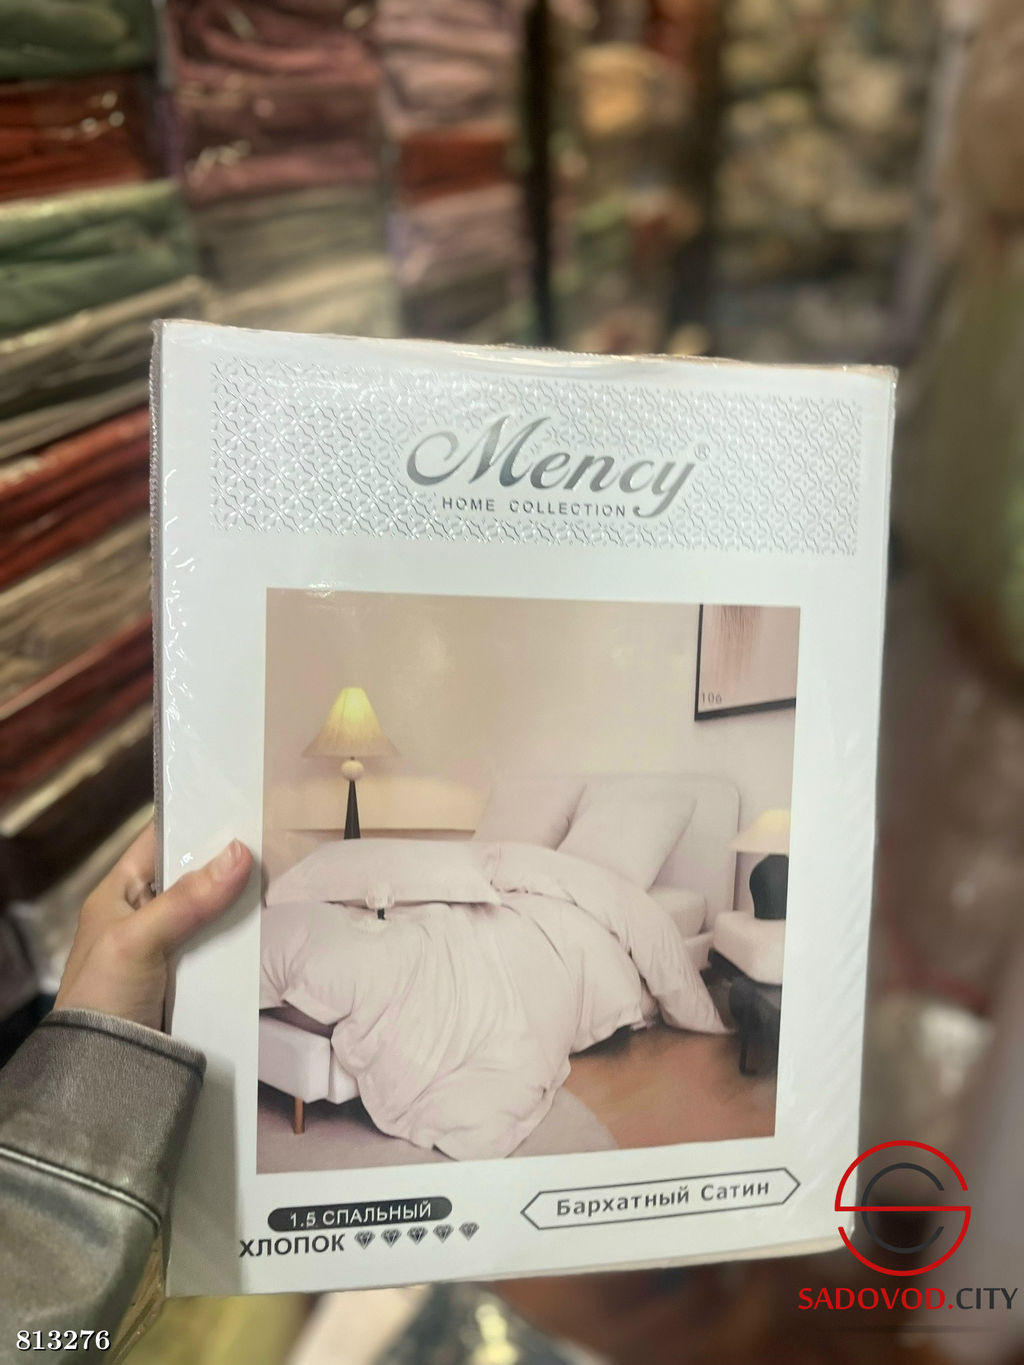 Mency®
HOME COLLECTION
106
1.5 СПАЛЬНЫЙ
ХЛОПОК
Бархатный Сатин
SADOVOD.CITY
813276